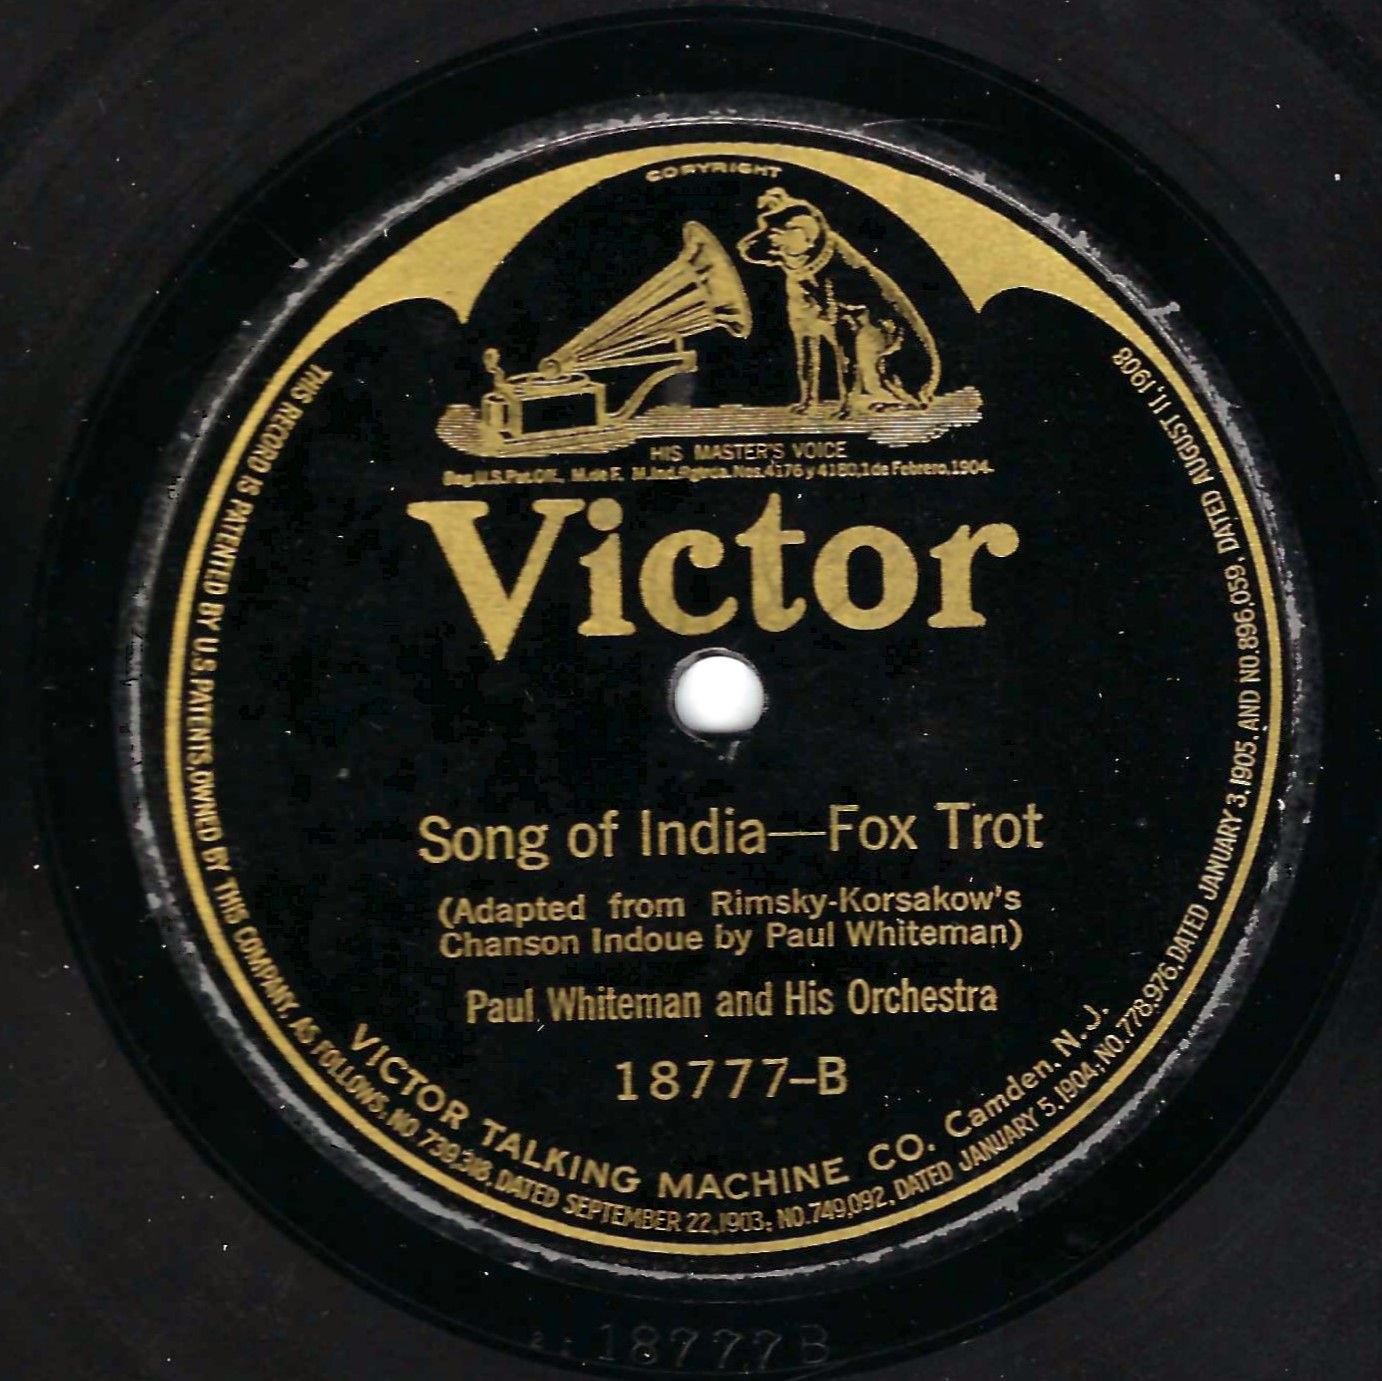 COPYRIGHT
HIS MASTER'S VOICE
Reg.U.S.Pat.Off., M.de F. M.Ind.Rgtrda.Nos.4176 y 4180,1 de Febrero,1904.
Victor
Song of India—Fox Trot
(Adapted from Rimsky-Korsakow's
Chanson Indoue by Paul Whiteman)
Paul Whiteman and His Orchestra
18777-B
VICTOR TALKING MACHINE CO. Camden, N.J.
THIS RECORD IS PATENTED BY U.S. PATENTS, OWNED BY THIS COMPANY, AS FOLLOWS: NO. 739,318, DATED SEPTEMBER 22, 1903; NO. 749,092, DATED JANUARY 5, 1904; NO. 778,976, DATED JANUARY 3, 1905, AND NO. 896,059, DATED AUGUST 11, 1908
18777B